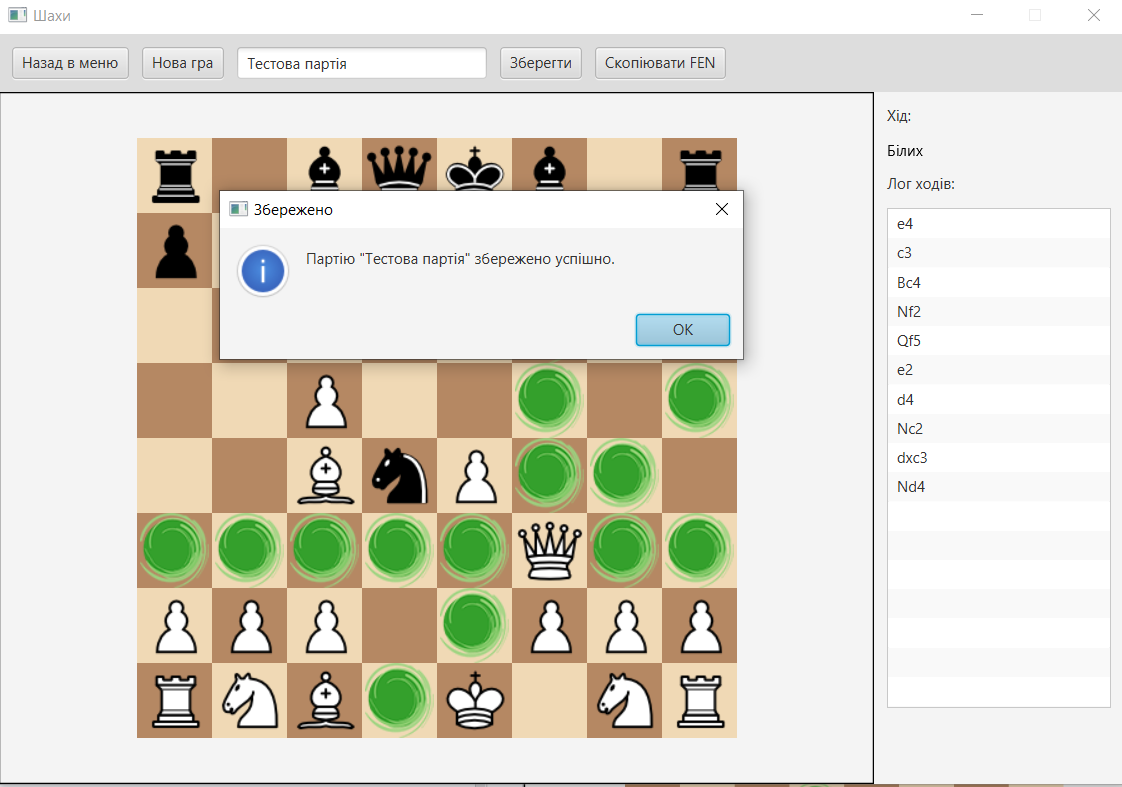 Шахи
Назад в меню
Нова гра
Тестова партія
Зберегти
Скопіювати FEN
Хід:
Білих
Лог ходів:
e4
c3
Bc4
Nf2
Qf5
e2
d4
Nc2
dxc3
Nd4
Збережено
Партію "Тестова партія" збережено успішно.
OK